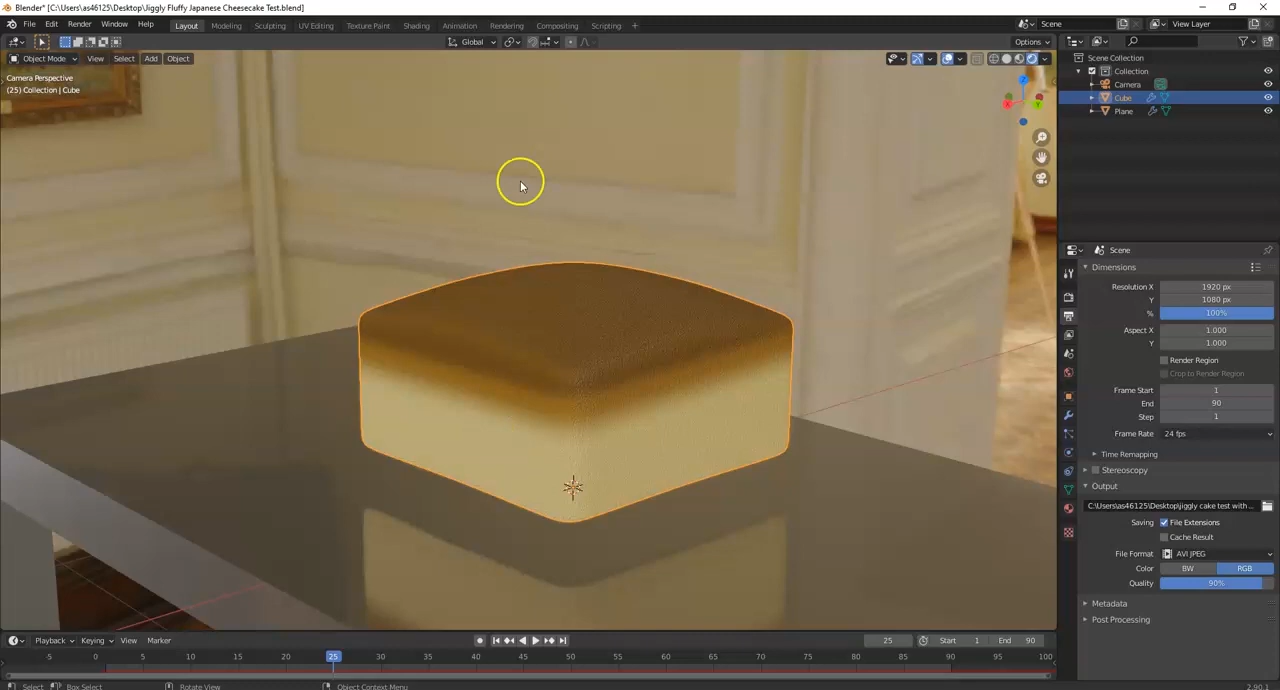 Blender* [C:\Users\as46125\Desktop\Jiggly Fluffy Japanese Cheesecake Test.blend]
File Edit Render Window Help Layout Modeling Sculpting UV Editing Texture Paint Shading Animation Rendering Compositing Scripting + Scene View Layer
Global Options
Object Mode View Select Add Object
Camera Perspective
(25) Collection | Cube
Scene Collection
Collection
Camera
Cube
Plane
Scene
Dimensions
Resolution X 1920 px
Y 1080 px
% 100%
Aspect X 1.000
Y 1.000
Render Region
Crop to Render Region
Frame Start 1
End 90
Step 1
Frame Rate 24 fps
Time Remapping
Stereoscopy
Output
C:\Users\as46125\Desktop\jiggly cake test with ...
Saving File Extensions
Cache Result
File Format AVI JPEG
Color BW RGB
Quality 90%
Metadata
Post Processing
Playback Keying View Marker 25 Start 1 End 90
-5 0 5 10 15 20 25 30 35 40 45 50 55 60 65 70 75 80 85 90 95 100
Select Box Select Rotate View Object Context Menu 2.90.1